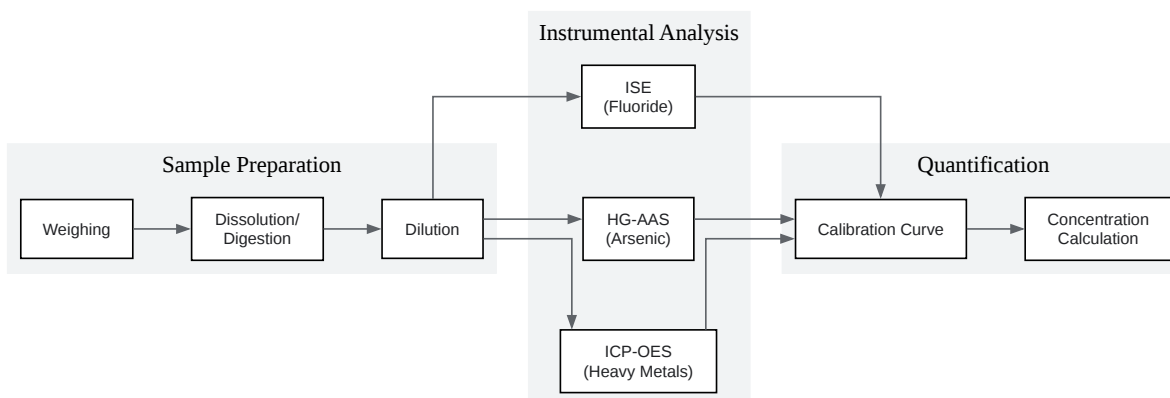 Instrumental Analysis
ISE
(Fluoride)
Sample Preparation
Quantification
Weighing
Dissolution/
Digestion
Dilution
HG-AAS
(Arsenic)
Calibration Curve
Concentration
Calculation
ICP-OES
(Heavy Metals)